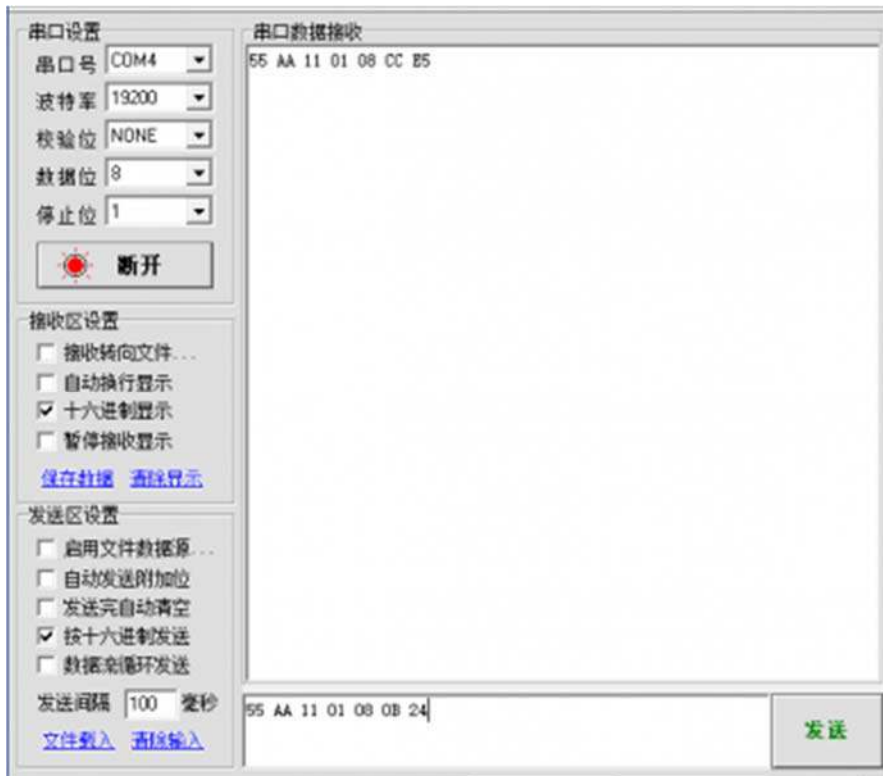 串口设置
串口号 COM4
波特率 19200
校验位 NONE
数据位 8
停止位 1
断开
接收区设置
接收转向文件...
自动换行显示
十六进制显示
暂停接收显示
保存数据 清除显示
发送区设置
启用文件数据源...
自动发送附加位
发送完自动清空
按十六进制发送
数据流循环发送
发送间隔 100 毫秒
文件载入 清除输入
串口数据接收
55 AA 11 01 08 CC E5
55 AA 11 01 08 0B 24
发送